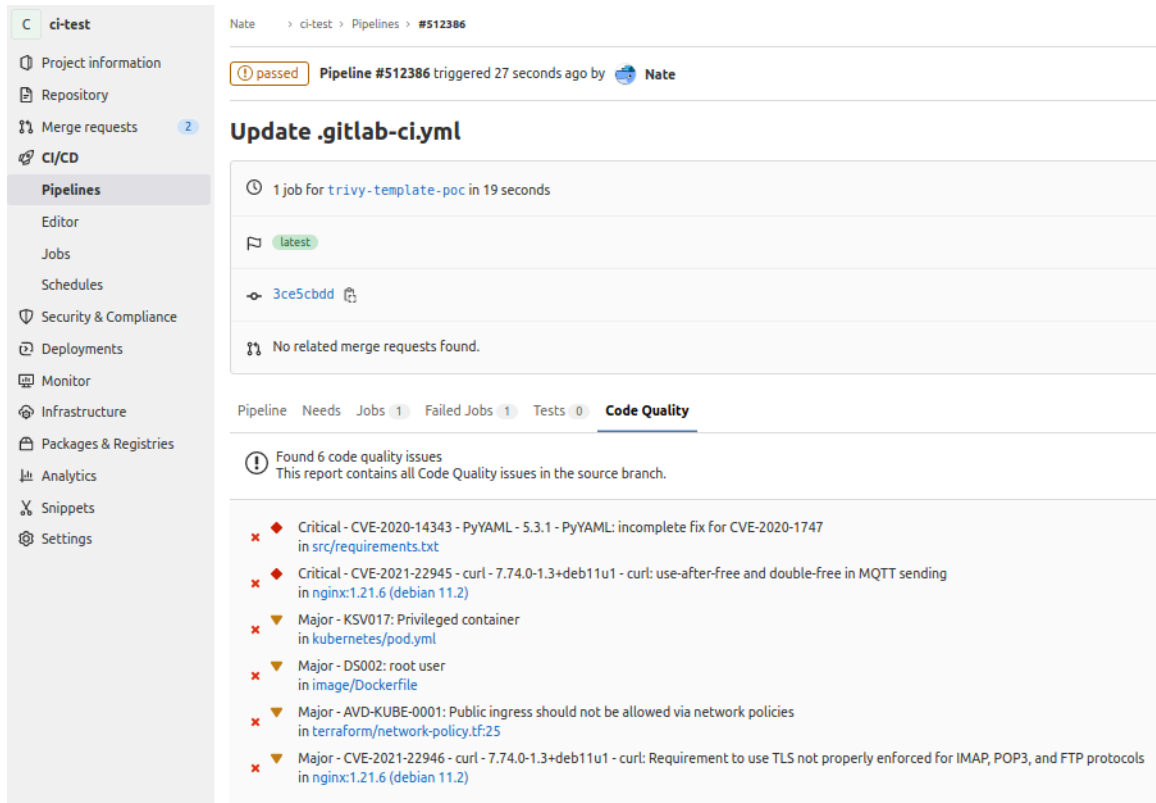 C ci-test
Project information
Repository
Merge requests 2
CI/CD
Pipelines
Editor
Jobs
Schedules
Security & Compliance
Deployments
Monitor
Infrastructure
Packages & Registries
Analytics
Snippets
Settings
Nate > ci-test > Pipelines > #512386
passed Pipeline #512386 triggered 27 seconds ago by Nate
Update .gitlab-ci.yml
1 job for trivy-template-poc in 19 seconds
latest
3ce5cbdd
No related merge requests found.
Pipeline Needs Jobs 1 Failed Jobs 1 Tests 0 Code Quality
Found 6 code quality issues
This report contains all Code Quality issues in the source branch.
Critical - CVE-2020-14343 - PyYAML - 5.3.1 - PyYAML: incomplete fix for CVE-2020-1747
in src/requirements.txt
Critical - CVE-2021-22945 - curl - 7.74.0-1.3+deb11u1 - curl: use-after-free and double-free in MQTT sending
in nginx:1.21.6 (debian 11.2)
Major - KSV017: Privileged container
in kubernetes/pod.yml
Major - DS002: root user
in image/Dockerfile
Major - AVD-KUBE-0001: Public ingress should not be allowed via network policies
in terraform/network-policy.tf:25
Major - CVE-2021-22946 - curl - 7.74.0-1.3+deb11u1 - curl: Requirement to use TLS not properly enforced for IMAP, POP3, and FTP protocols
in nginx:1.21.6 (debian 11.2)